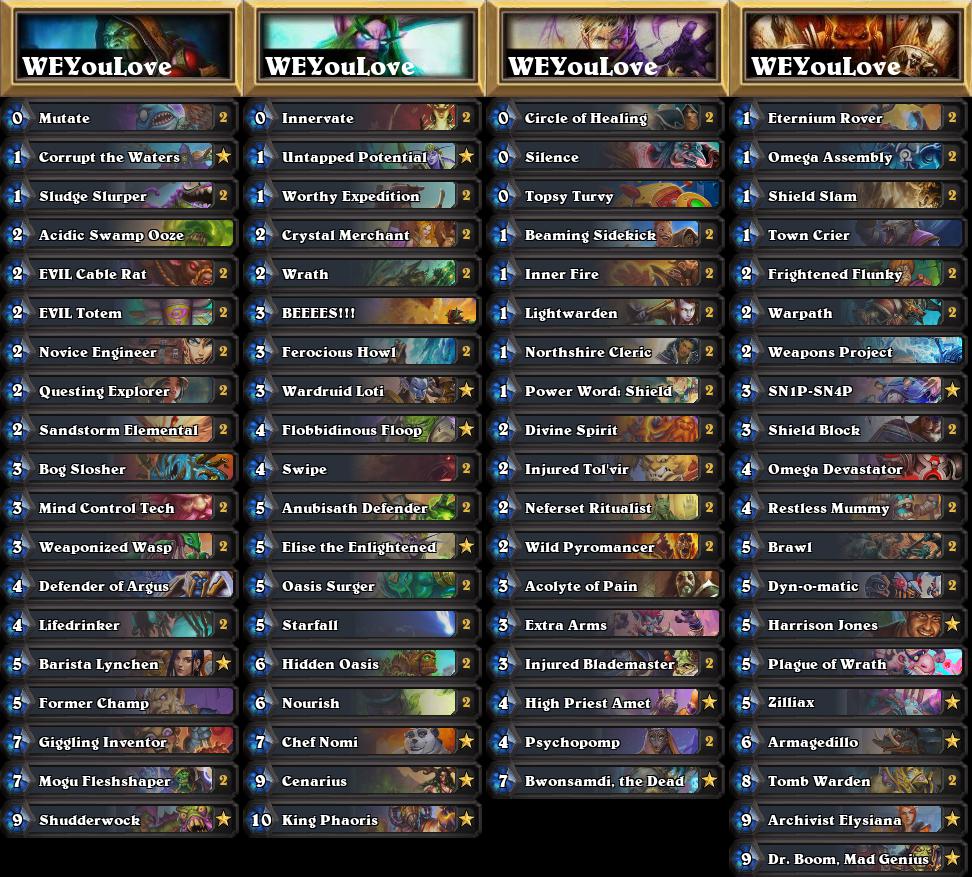 WEYouLove
0 Mutate 2
1 Corrupt the Waters
1 Sludge Slurper 2
2 Acidic Swamp Ooze
2 EVIL Cable Rat 2
2 EVIL Totem 2
2 Novice Engineer 2
2 Questing Explorer 2
2 Sandstorm Elemental 2
3 Bog Slosher
3 Mind Control Tech 2
3 Weaponized Wasp 2
4 Defender of Argus
4 Lifedrinker 2
5 Barista Lynchen
5 Former Champ
7 Giggling Inventor
7 Mogu Fleshshaper 2
9 Shudderwock
WEYouLove
0 Innervate 2
1 Untapped Potential
1 Worthy Expedition 2
2 Crystal Merchant 2
2 Wrath 2
3 BEEEES!!!
3 Ferocious Howl 2
3 Wardruid Loti
4 Flobbidinous Floop
4 Swipe 2
5 Anubisath Defender 2
5 Elise the Enlightened
5 Oasis Surger 2
5 Starfall 2
6 Hidden Oasis 2
6 Nourish 2
7 Chef Nomi
9 Cenarius
10 King Phaoris
WEYouLove
0 Circle of Healing 2
0 Silence
0 Topsy Turvy
1 Beaming Sidekick 2
1 Inner Fire 2
1 Lightwarden 2
1 Northshire Cleric 2
1 Power Word: Shield 2
2 Divine Spirit 2
2 Injured Tol'vir 2
2 Neferset Ritualist 2
2 Wild Pyromancer 2
3 Acolyte of Pain
3 Extra Arms
3 Injured Blademaster 2
4 High Priest Amet
4 Psychopomp 2
7 Bwonsamdi, the Dead
WEYouLove
1 Eternium Rover 2
1 Omega Assembly 2
1 Shield Slam 2
1 Town Crier
2 Frightened Flunky 2
2 Warpath 2
2 Weapons Project
3 SN1P-SN4P
3 Shield Block 2
4 Omega Devastator
4 Restless Mummy 2
5 Brawl 2
5 Dyn-o-matic 2
5 Harrison Jones
5 Plague of Wrath
5 Zilliax
6 Armagedillo
8 Tomb Warden 2
9 Archivist Elysiana
9 Dr. Boom, Mad Genius